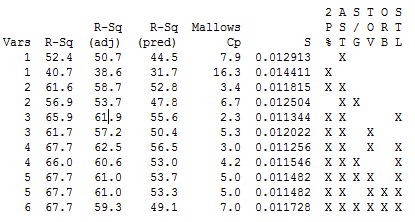 2 A S T O S
R-Sq R-Sq Mallows P S / O R T
Vars R-Sq (adj) (pred) Cp S % T G V B L
1 52.4 50.7 44.5 7.9 0.012913 X
1 40.7 38.6 31.7 16.3 0.014411 X
2 61.6 58.7 52.8 3.4 0.011815 X X
2 56.9 53.7 47.8 6.7 0.012504 X X
3 65.9 61.9 55.6 2.3 0.011344 X X X
3 61.7 57.2 50.4 5.3 0.012022 X X X
4 67.7 62.5 56.5 3.0 0.011256 X X X X
4 66.0 60.6 53.0 4.2 0.011546 X X X X
5 67.7 61.0 53.7 5.0 0.011482 X X X X X
5 67.7 61.0 53.3 5.0 0.011482 X X X X X
6 67.7 59.3 49.1 7.0 0.011728 X X X X X X